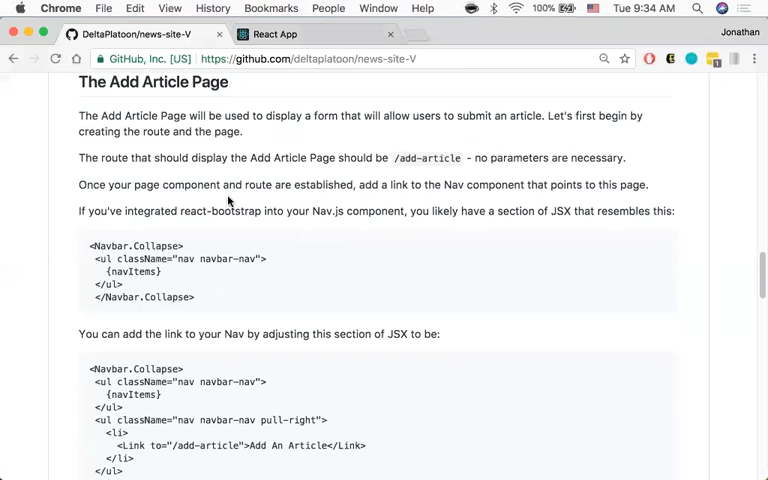 Chrome File Edit View History Bookmarks People Window Help 100% Tue 9:34 AM
DeltaPlatoon/news-site-V × React App × Jonathan
GitHub, Inc. [US] https://github.com/deltaplatoon/news-site-V
The Add Article Page
The Add Article Page will be used to display a form that will allow users to submit an article. Let's first begin by
creating the route and the page.
The route that should display the Add Article Page should be /add-article - no parameters are necessary.
Once your page component and route are established, add a link to the Nav component that points to this page.
If you've integrated react-bootstrap into your Nav.js component, you likely have a section of JSX that resembles this:
<Navbar.Collapse>
<ul className="nav navbar-nav">
{navItems}
</ul>
</Navbar.Collapse>
You can add the link to your Nav by adjusting this section of JSX to be:
<Navbar.Collapse>
<ul className="nav navbar-nav">
{navItems}
</ul>
<ul className="nav navbar-nav pull-right">
<li>
<Link to="/add-article">Add An Article</Link>
</li>
</ul>